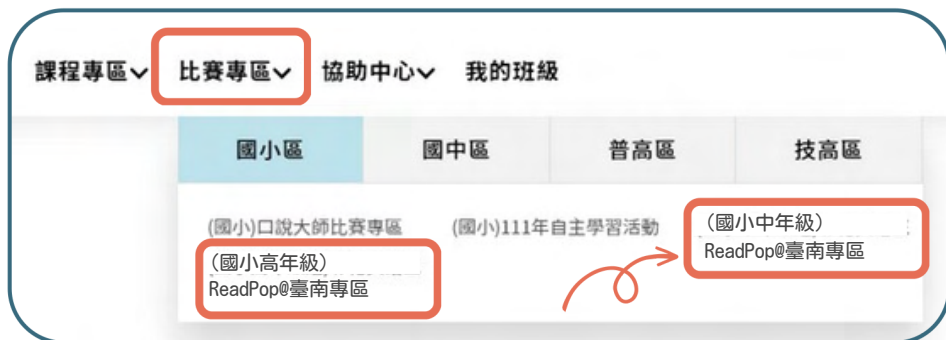 課程專區 比賽專區 協助中心 我的班級
國小區 國中區 普高區 技高區
(國小)口說大師比賽專區 (國小)111年自主學習活動 (國小中年級)
ReadPop@臺南專區
(國小高年級)
ReadPop@臺南專區